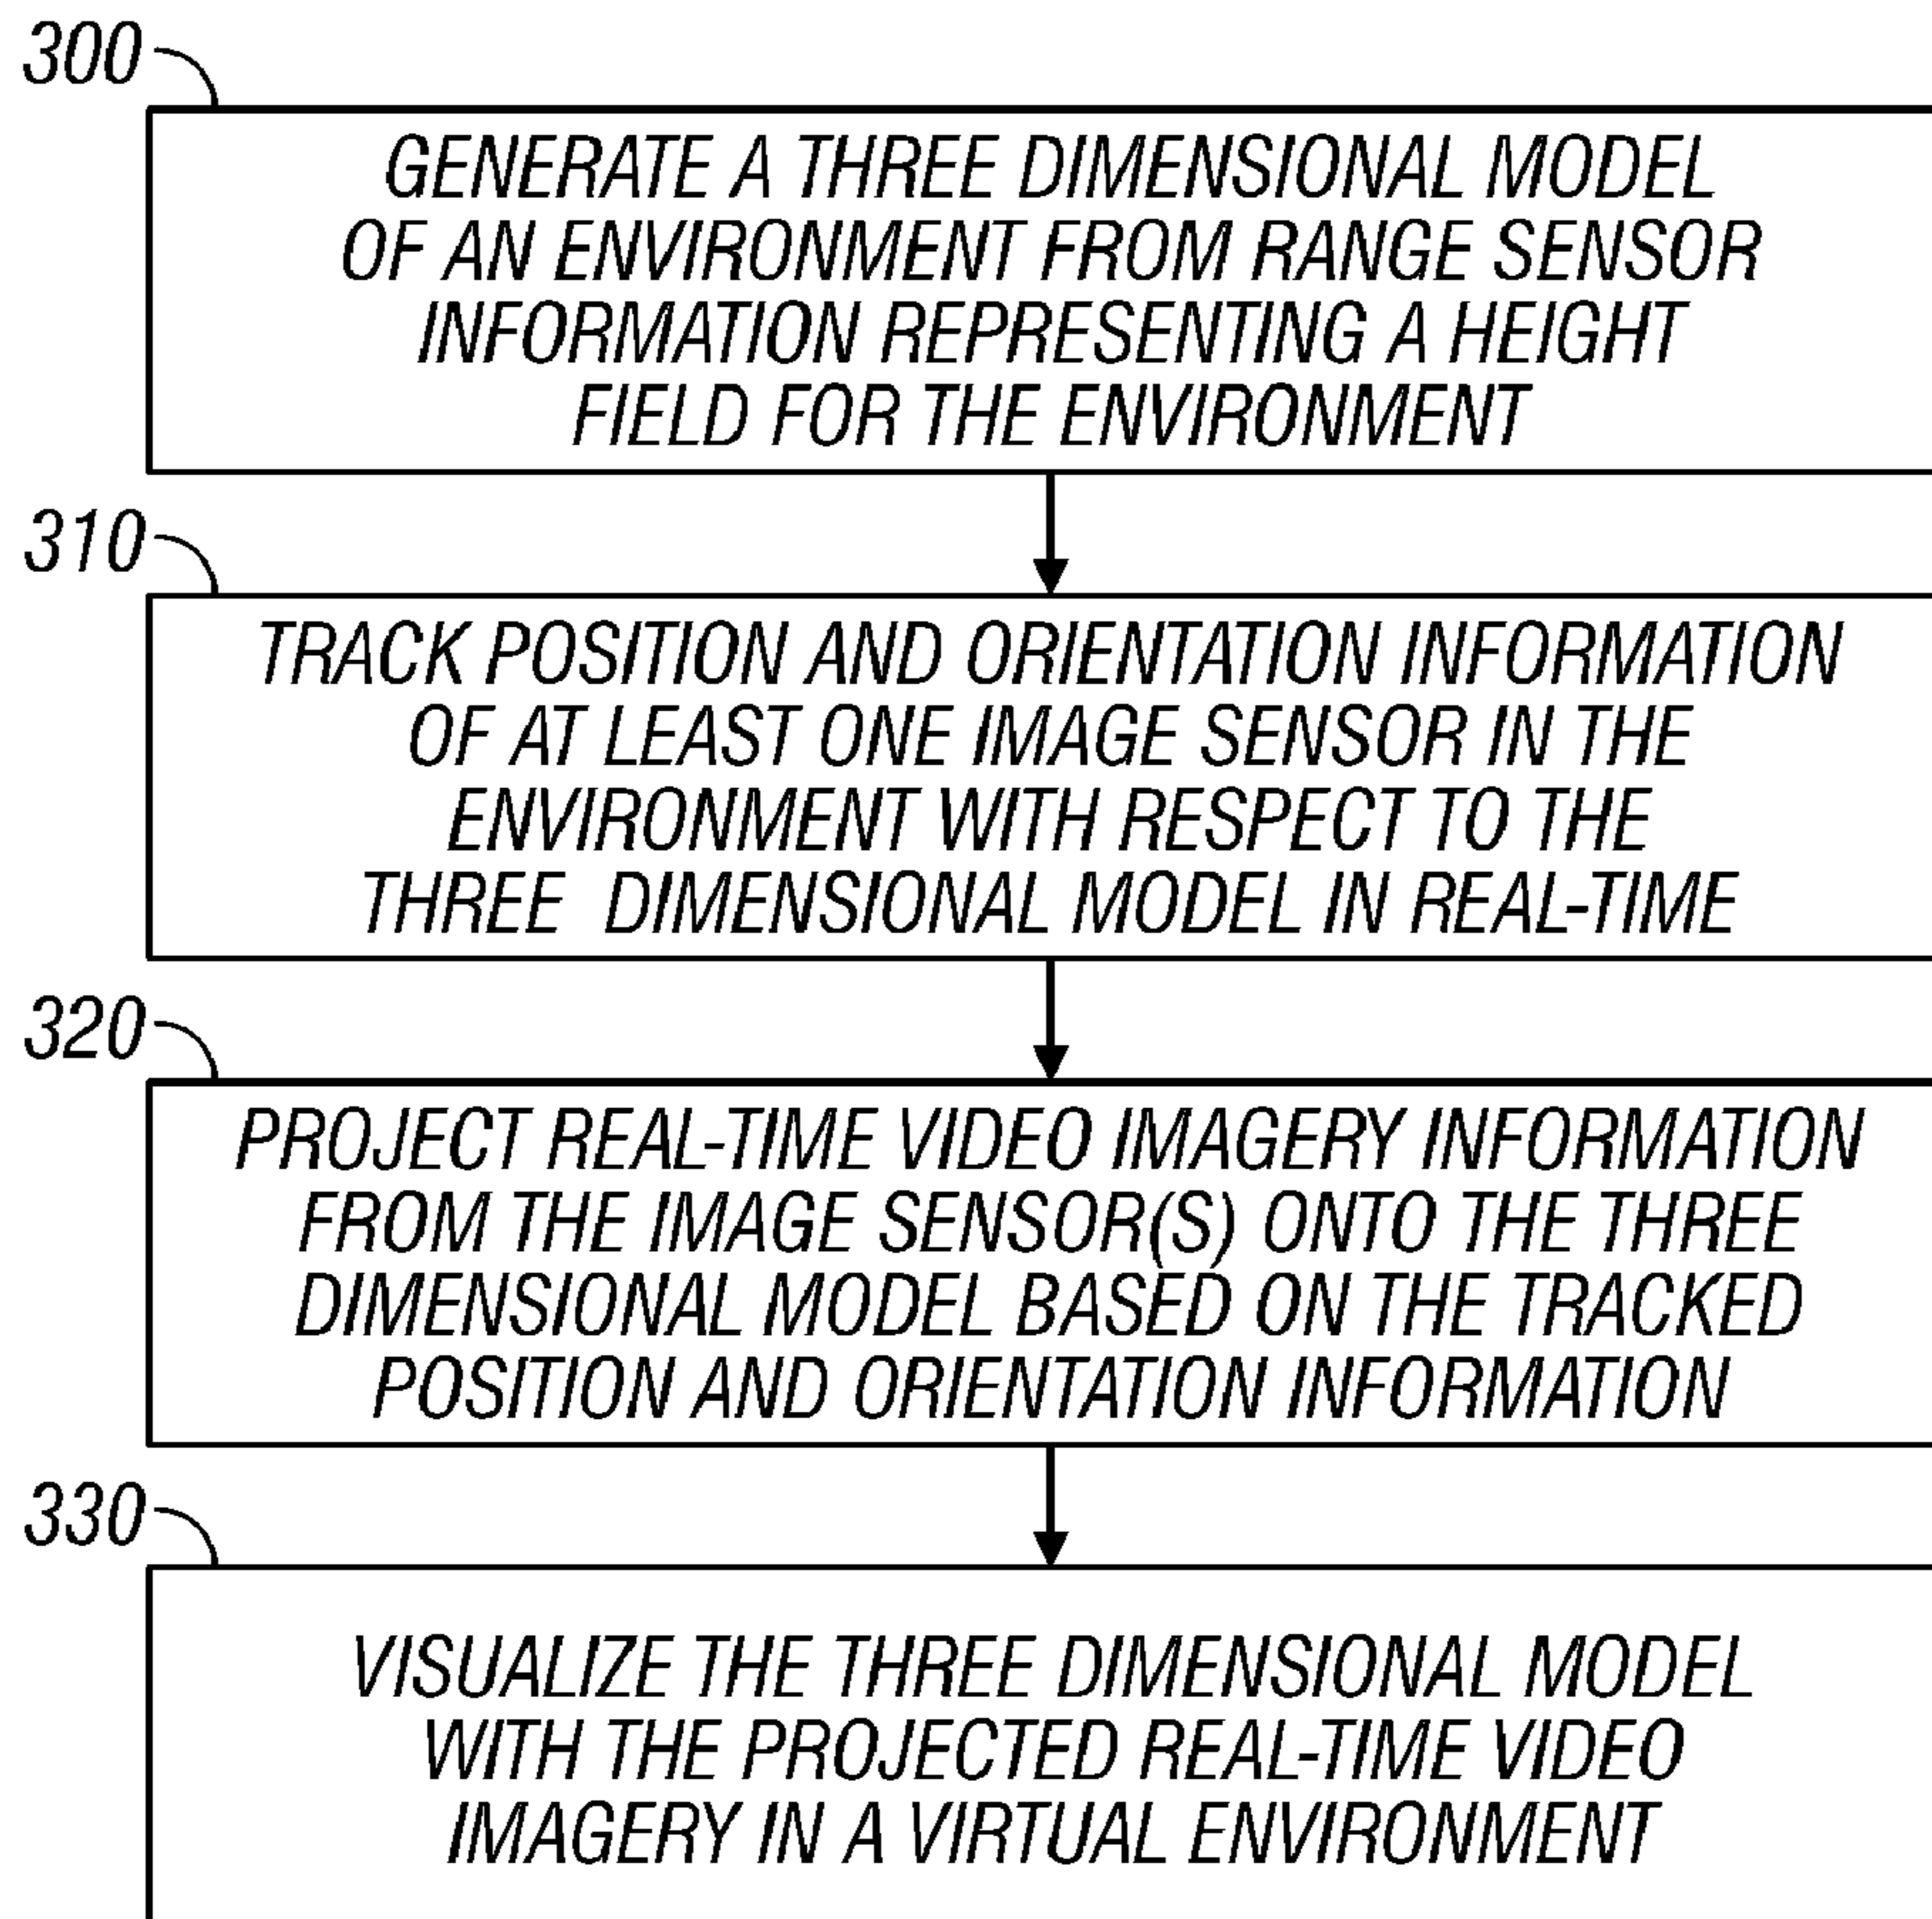 300
GENERATE A THREE DIMENSIONAL MODEL
OF AN ENVIRONMENT FROM RANGE SENSOR
INFORMATION REPRESENTING A HEIGHT
FIELD FOR THE ENVIRONMENT
310
TRACK POSITION AND ORIENTATION INFORMATION
OF AT LEAST ONE IMAGE SENSOR IN THE
ENVIRONMENT WITH RESPECT TO THE
THREE DIMENSIONAL MODEL IN REAL-TIME
320
PROJECT REAL-TIME VIDEO IMAGERY INFORMATION
FROM THE IMAGE SENSOR(S) ONTO THE THREE
DIMENSIONAL MODEL BASED ON THE TRACKED
POSITION AND ORIENTATION INFORMATION
330
VISUALIZE THE THREE DIMENSIONAL MODEL
WITH THE PROJECTED REAL-TIME VIDEO
IMAGERY IN A VIRTUAL ENVIRONMENT